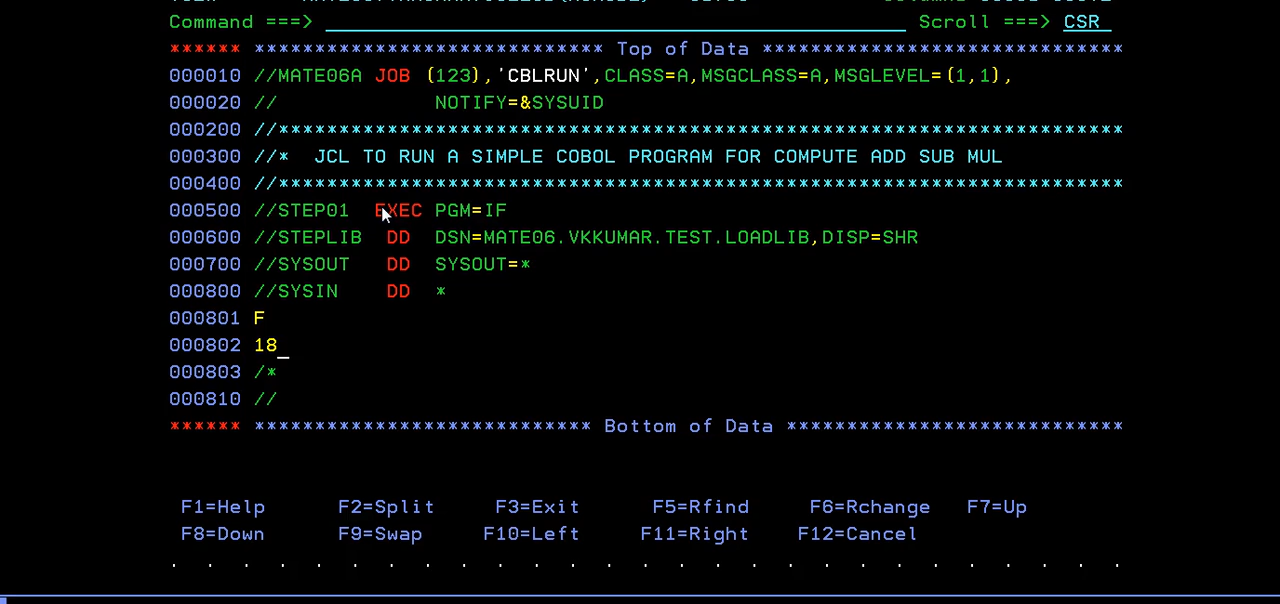 Command ===> Scroll ===> CSR
****** ***************************** Top of Data ******************************
000010 //MATE06A JOB (123),'CBLRUN',CLASS=A,MSGCLASS=A,MSGLEVEL=(1,1),
000020 // NOTIFY=&SYSUID
000200 //**********************************************************************
000300 //* JCL TO RUN A SIMPLE COBOL PROGRAM FOR COMPUTE ADD SUB MUL
000400 //**********************************************************************
000500 //STEP01 EXEC PGM=IF
000600 //STEPLIB DD DSN=MATE06.VKKUMAR.TEST.LOADLIB,DISP=SHR
000700 //SYSOUT DD SYSOUT=*
000800 //SYSIN DD *
000801 F
000802 18_
000803 /*
000810 //
****** **************************** Bottom of Data ****************************
F1=Help F2=Split F3=Exit F5=Rfind F6=Rchange F7=Up
F8=Down F9=Swap F10=Left F11=Right F12=Cancel